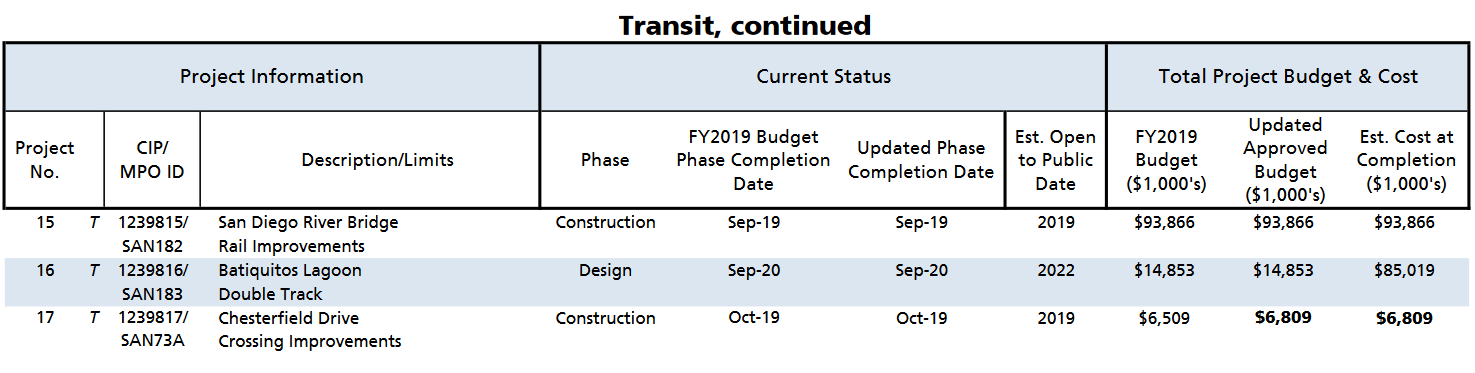 Transit, continued
Project Information Current Status Total Project Budget & Cost
Project No. CIP/ MPO ID Description/Limits Phase FY2019 Budget Phase Completion Date Updated Phase Completion Date Est. Open to Public Date FY2019 Budget ($1,000's) Updated Approved Budget ($1,000's) Est. Cost at Completion ($1,000's)
15 T 1239815/ San Diego River Bridge Construction Sep-19 Sep-19 2019 $93,866 $93,866 $93,866
SAN182 Rail Improvements
16 T 1239816/ Batiquitos Lagoon Design Sep-20 Sep-20 2022 $14,853 $14,853 $85,019
SAN183 Double Track
17 T 1239817/ Chesterfield Drive Construction Oct-19 Oct-19 2019 $6,509 $6,809 $6,809
SAN73A Crossing Improvements